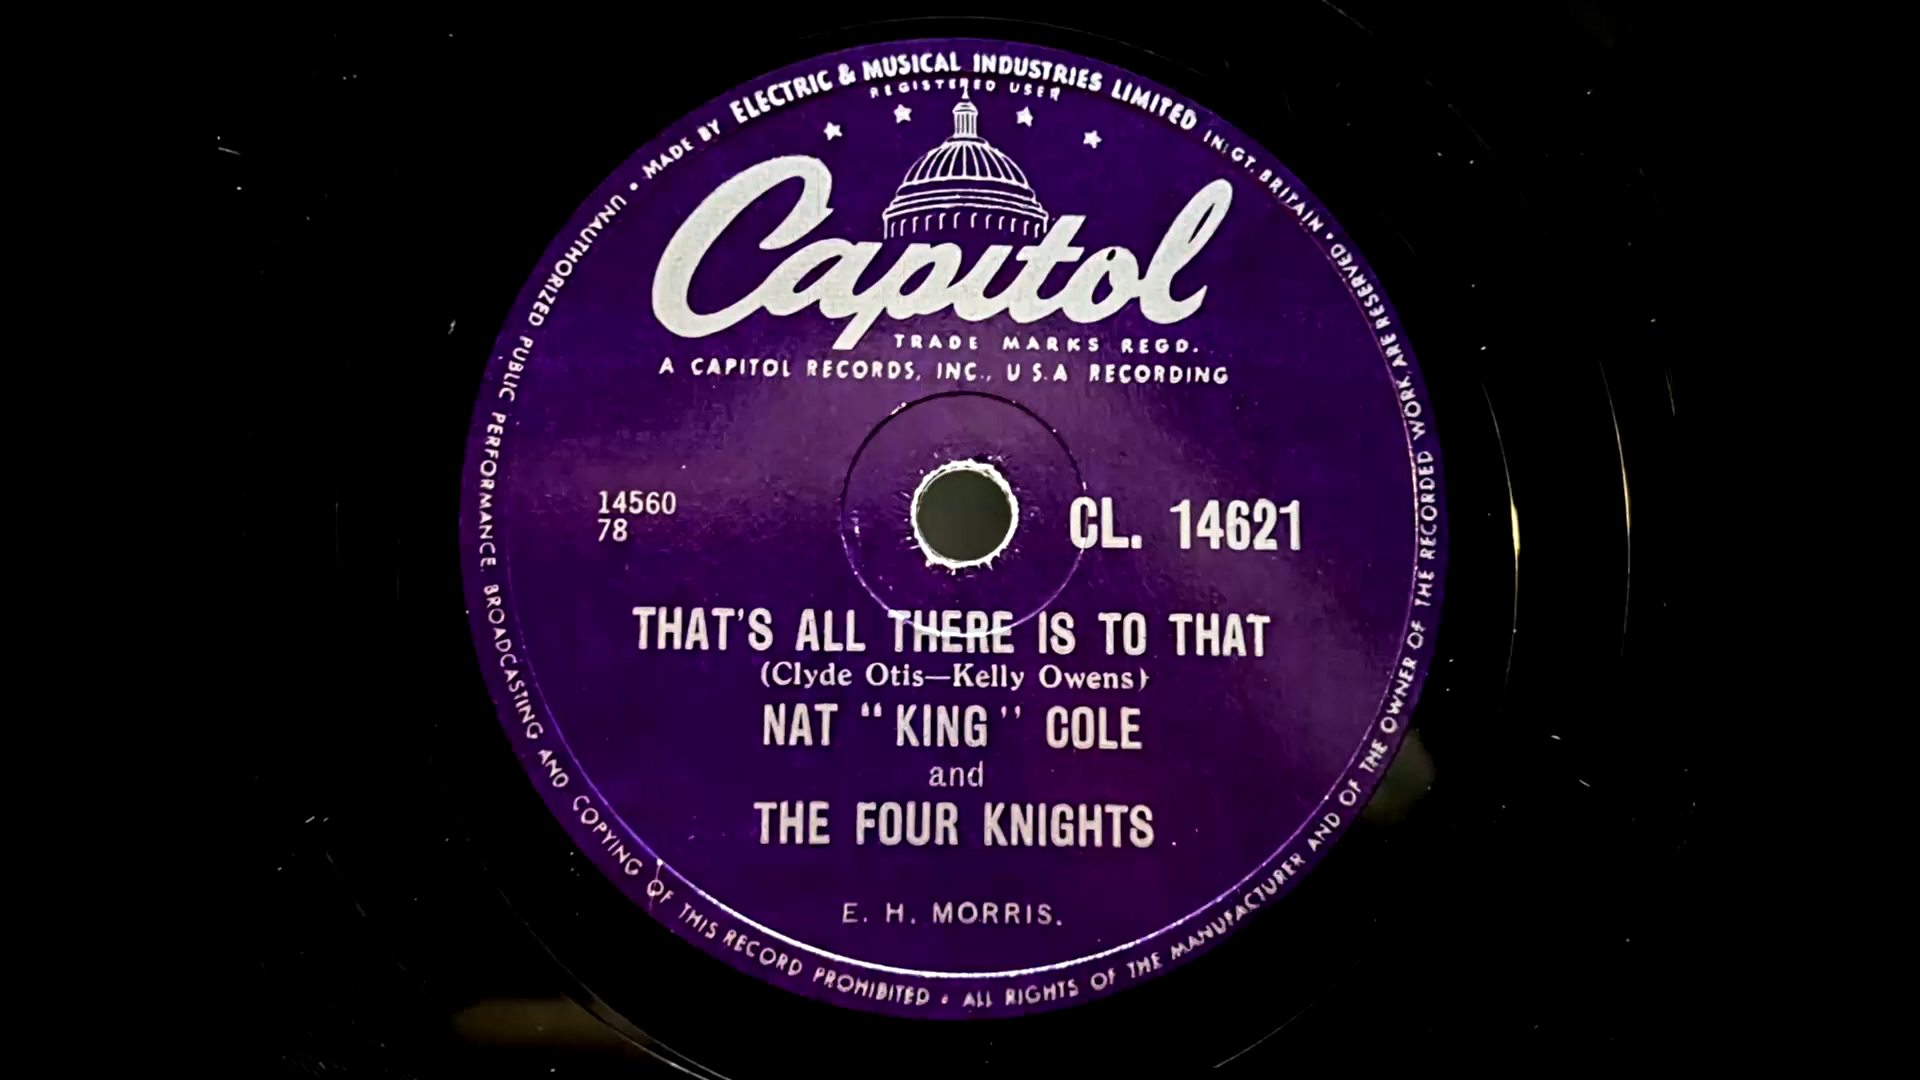 MADE BY ELECTRIC & MUSICAL INDUSTRIES LIMITED IN GT. BRITAIN • ALL RIGHTS OF THE MANUFACTURER AND OF THE OWNER OF THE RECORDED WORK ARE RESERVED • UNAUTHORIZED PUBLIC PERFORMANCE, BROADCASTING AND COPYING OF THIS RECORD PROHIBITED •
REGISTERED USER
Capitol
TRADE MARKS REGD.
A CAPITOL RECORDS, INC., U.S.A RECORDING
14560
78
CL. 14621
THAT'S ALL THERE IS TO THAT
(Clyde Otis—Kelly Owens)
NAT "KING" COLE
and
THE FOUR KNIGHTS
E. H. MORRIS.